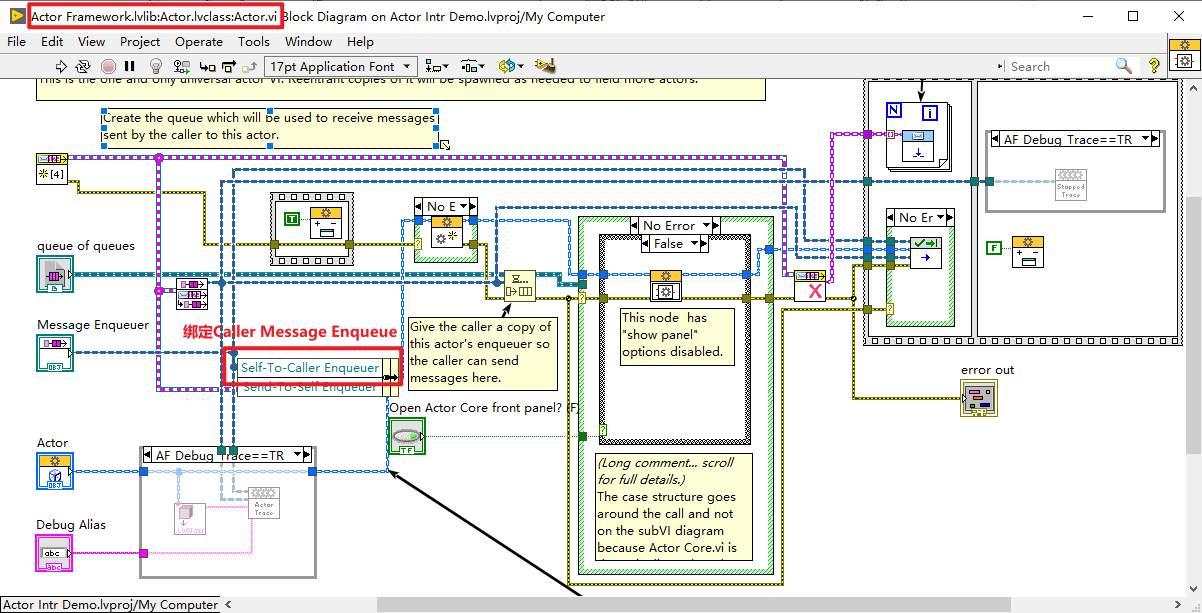 Actor Framework.lvlib:Actor.lvclass:Actor.vi Block Diagram on Actor Intr Demo.lvproj/My Computer
File Edit View Project Operate Tools Window Help
17pt Application Font
Search
This is the one and only universal actor VI. Reentrant copies of it will be spawned as needed to field more actors.
Create the queue which will be used to receive messages
sent by the caller to this actor.
[4]
N
i
AF Debug Trace==TR
Stopped
Trace
T
No E
No Error
False
No Er
queue of queues
F
Message Enqueuer
OBJ
绑定Caller Message Enqueue
Self-To-Caller Enqueuer
Send-To-Self Enqueuer
Give the caller a copy of
this actor's enqueuer so
the caller can send
messages here.
This node has
"show panel"
options disabled.
error out
Open Actor Core front panel? (F)
TF
Actor
OBJ
AF Debug Trace==TR
Actor
Trace
LvClass
Debug Alias
abc
abc
(Long comment... scroll
for full details.)
The case structure goes
around the call and not
on the subVI diagram
because Actor Core.vi is
Actor Intr Demo.lvproj/My Computer